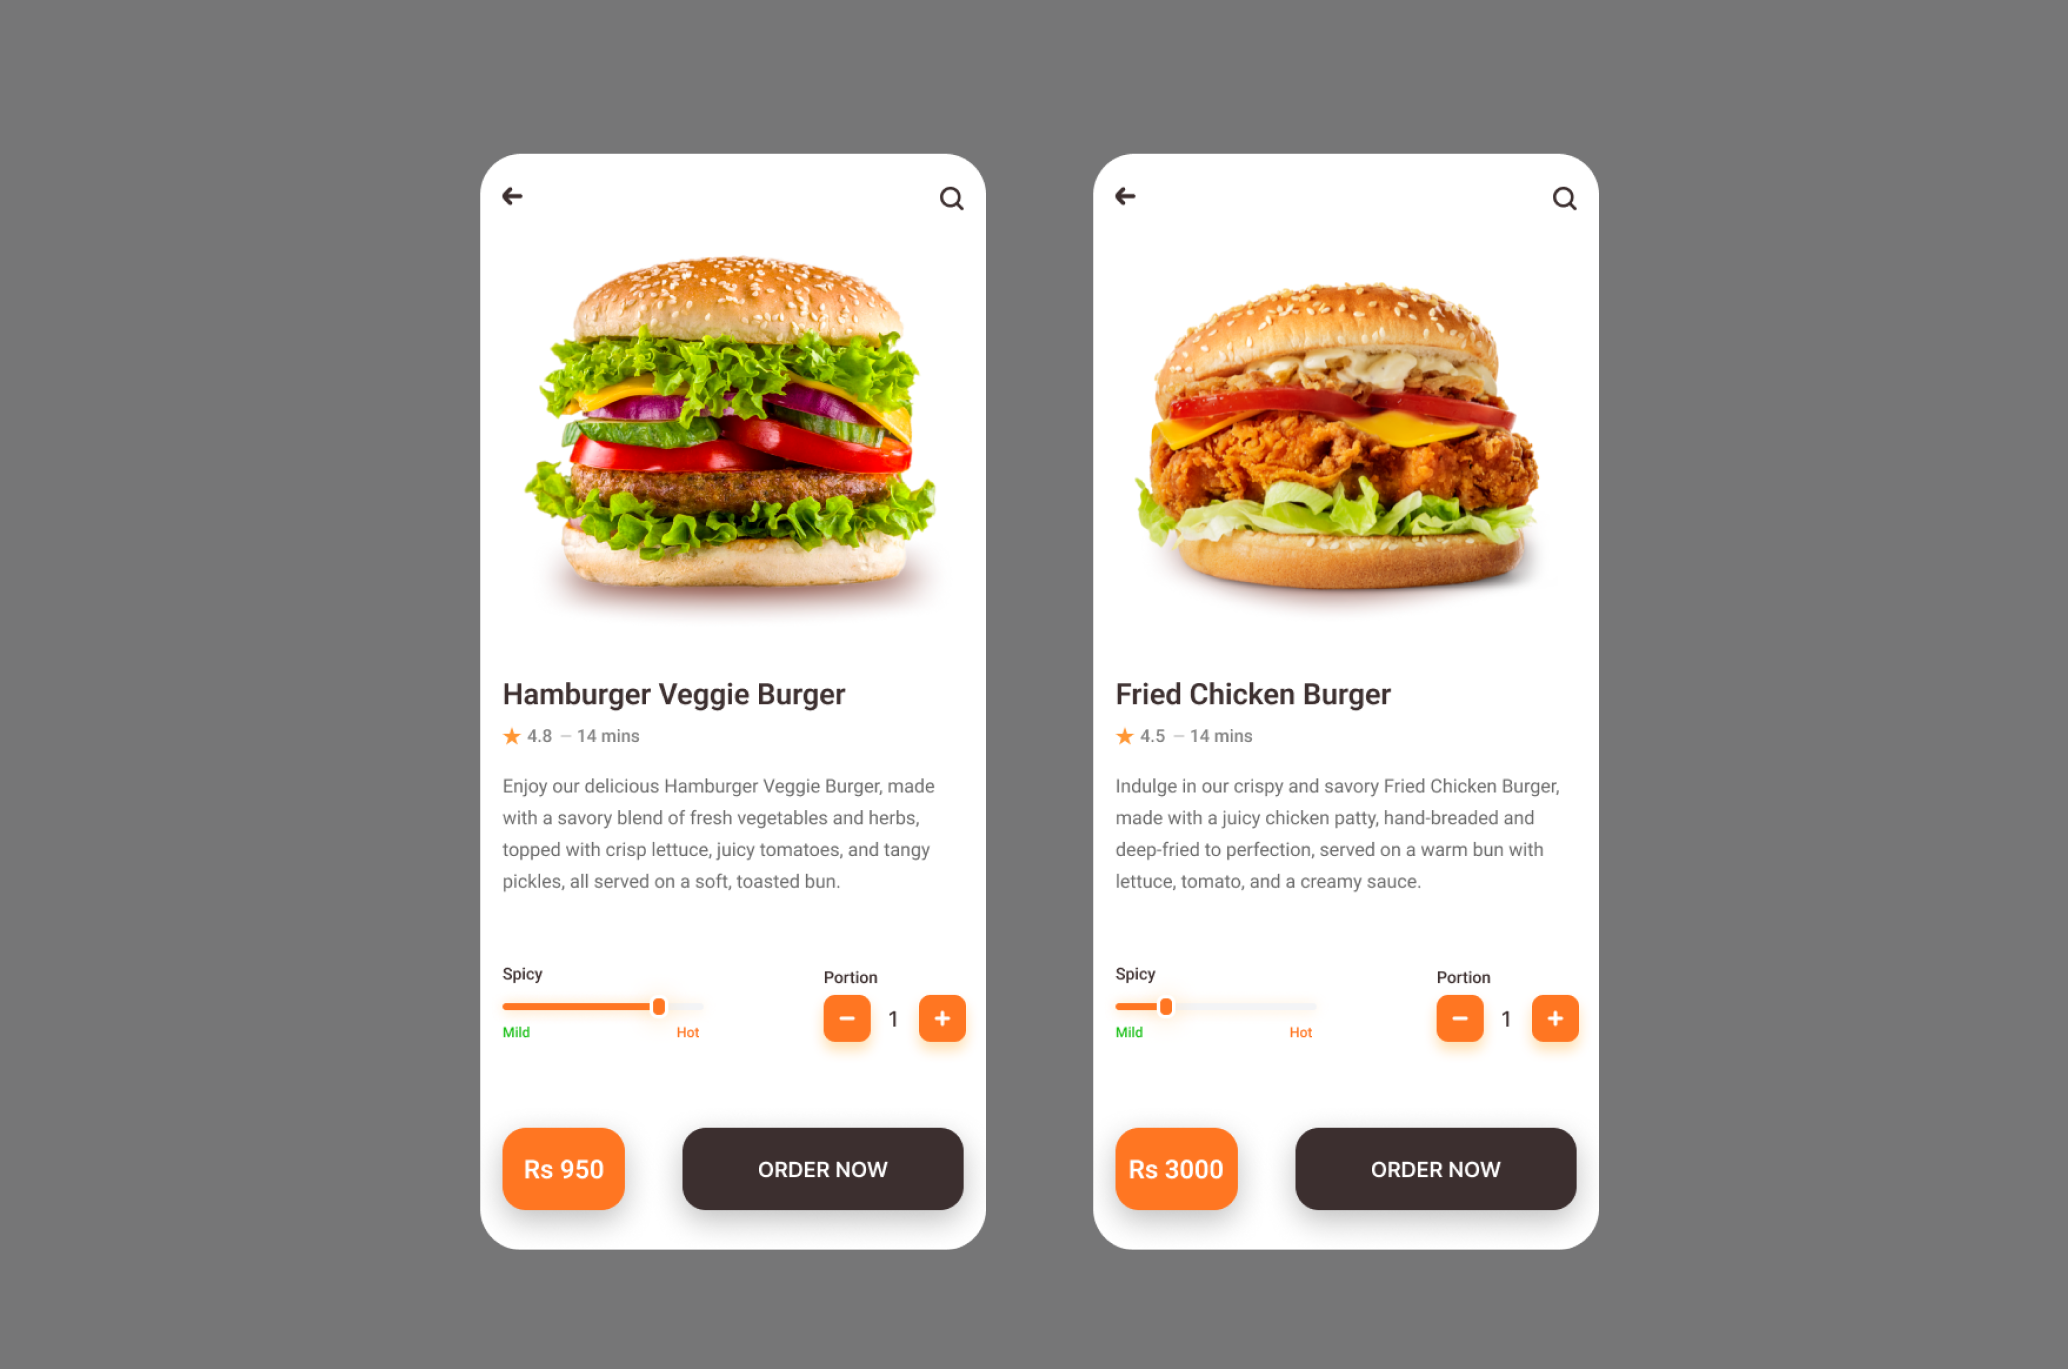 Hamburger Veggie Burger
4.8 – 14 mins
Enjoy our delicious Hamburger Veggie Burger, made
with a savory blend of fresh vegetables and herbs,
topped with crisp lettuce, juicy tomatoes, and tangy
pickles, all served on a soft, toasted bun.
Spicy
Mild
Hot
Portion
1
Rs 950
ORDER NOW
Fried Chicken Burger
4.5 – 14 mins
Indulge in our crispy and savory Fried Chicken Burger,
made with a juicy chicken patty, hand-breaded and
deep-fried to perfection, served on a warm bun with
lettuce, tomato, and a creamy sauce.
Spicy
Mild
Hot
Portion
1
Rs 3000
ORDER NOW